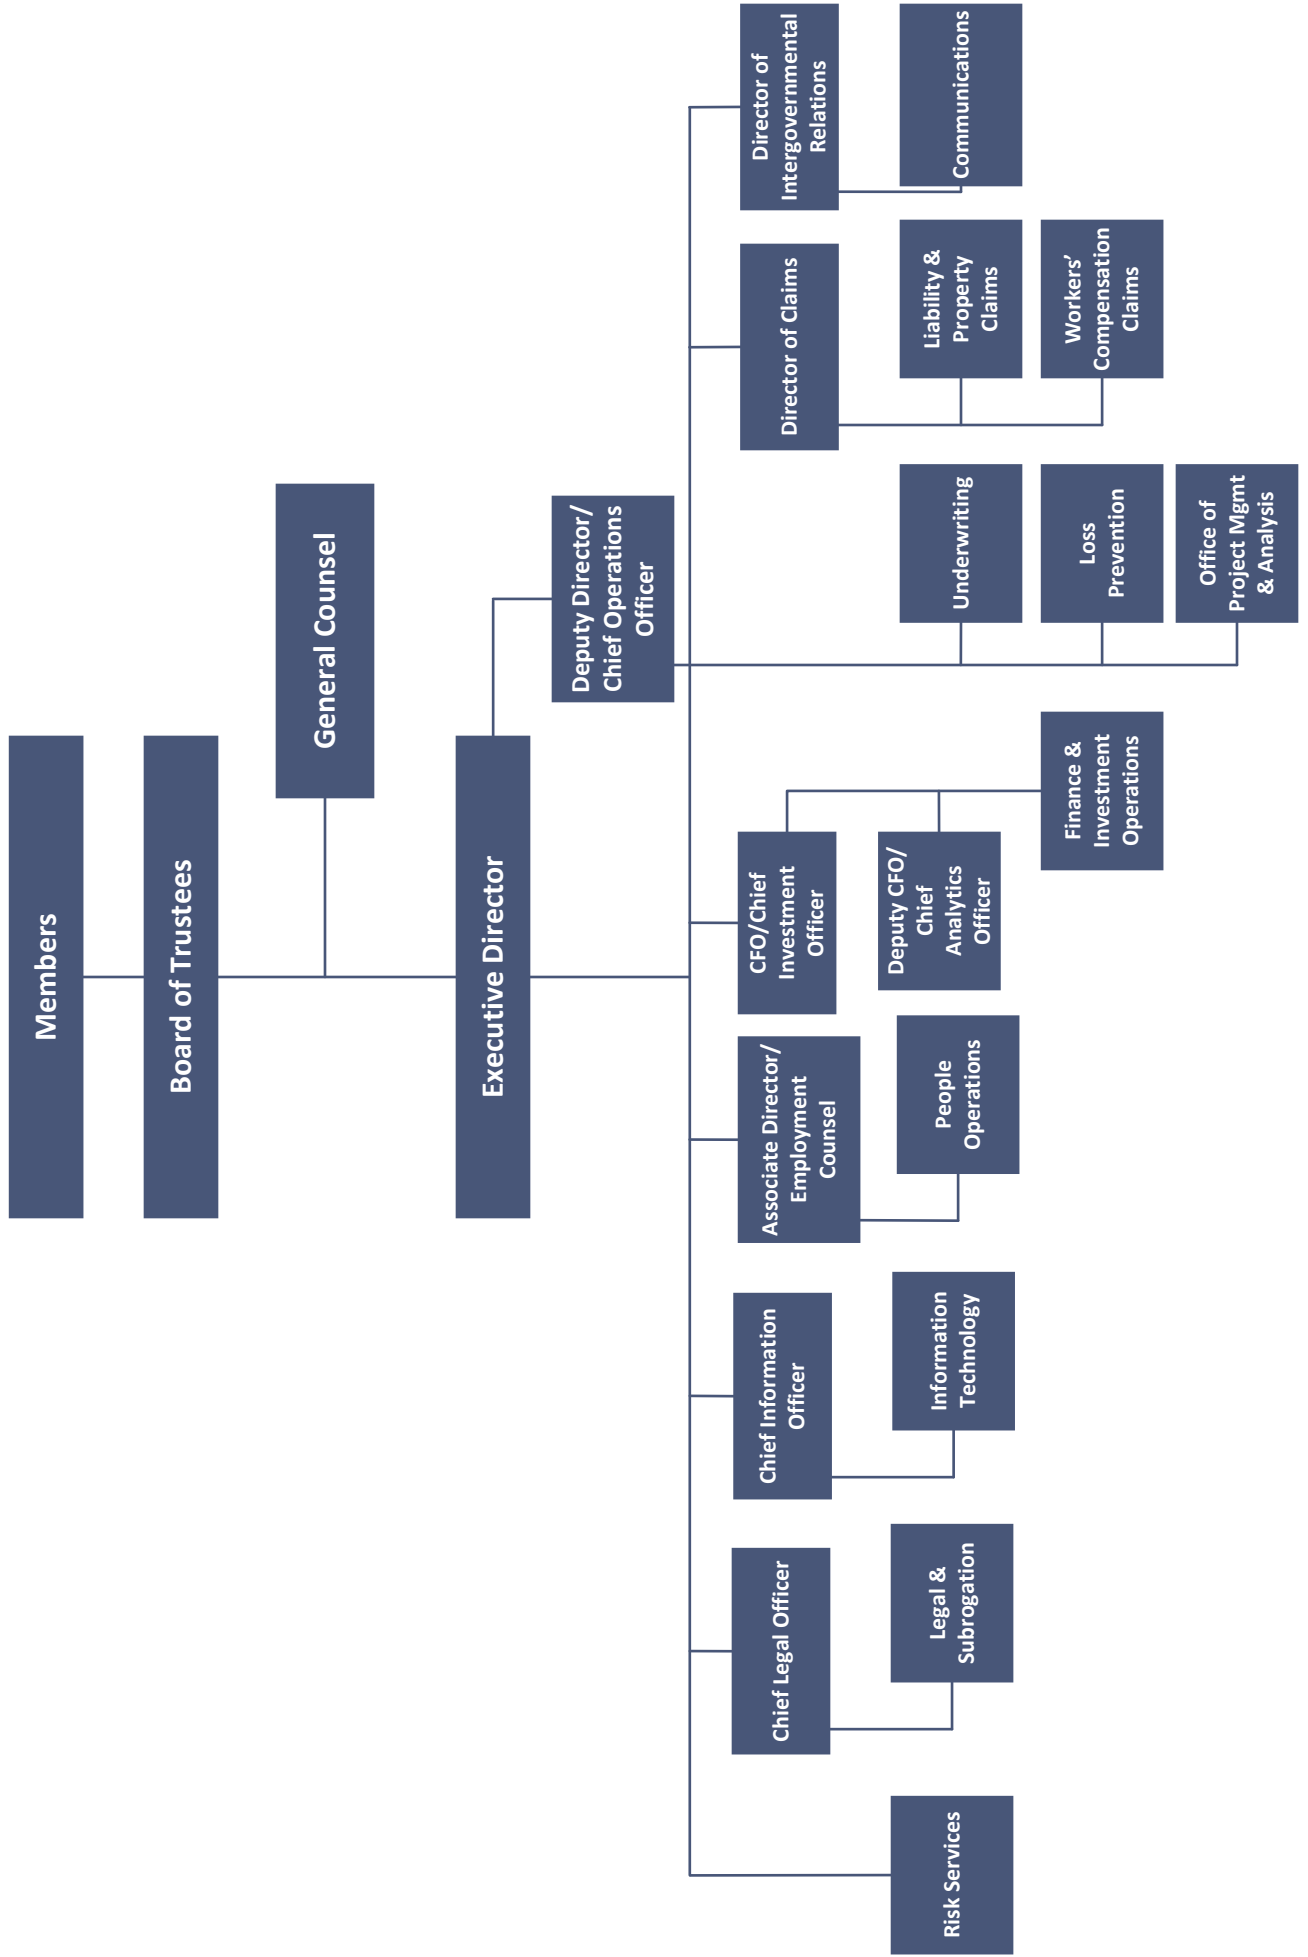 Members
Board of Trustees
General Counsel
Executive Director
Deputy Director/
Chief Operations
Officer
Risk Services
Chief Legal Officer
Legal &
Subrogation
Chief Information
Officer
Information
Technology
Associate Director/
Employment
Counsel
People
Operations
CFO/Chief
Investment
Officer
Deputy CFO/
Chief
Analytics
Officer
Finance &
Investment
Operations
Underwriting
Loss
Prevention
Office of
Project Mgmt
& Analysis
Director of Claims
Liability &
Property
Claims
Workers’
Compensation
Claims
Director of
Intergovernmental
Relations
Communications